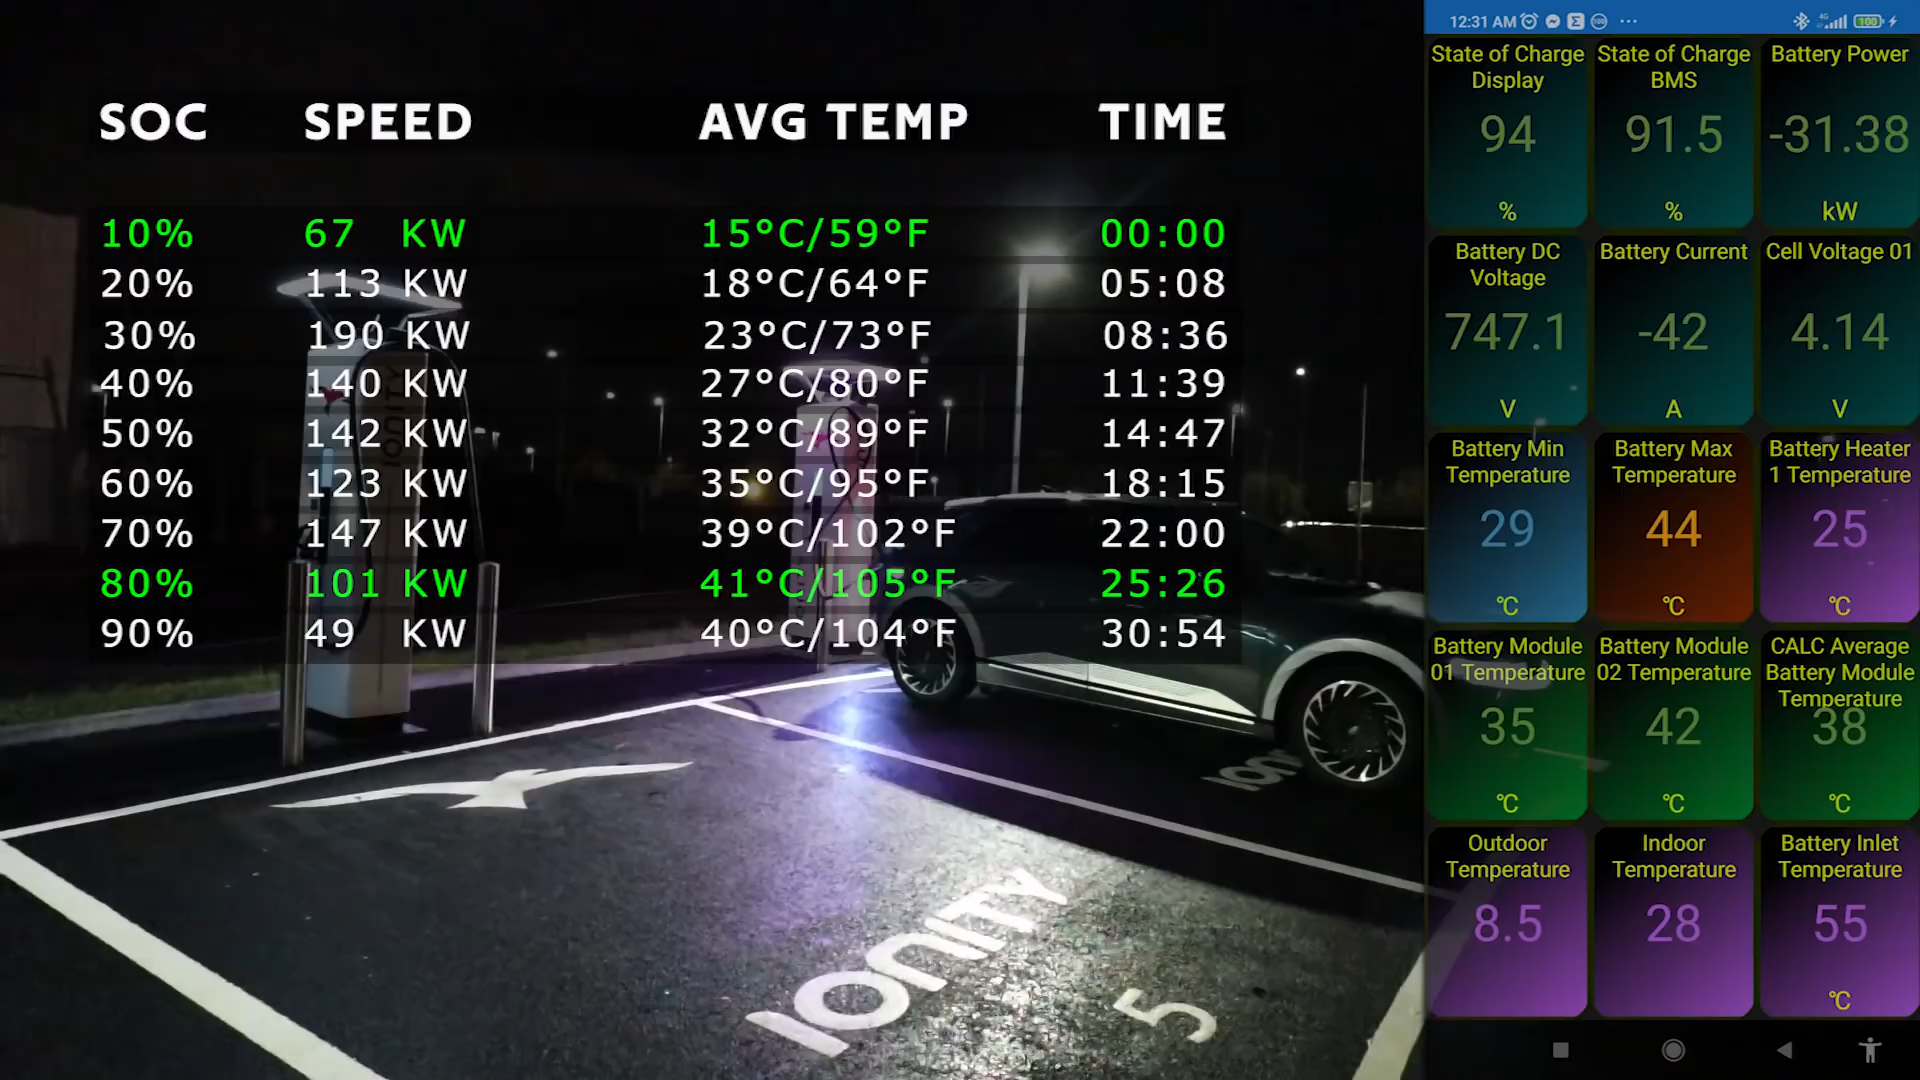 SOC SPEED AVG TEMP TIME
10% 67 KW 15°C/59°F 00:00
20% 113 KW 18°C/64°F 05:08
30% 190 KW 23°C/73°F 08:36
40% 140 KW 27°C/80°F 11:39
50% 142 KW 32°C/89°F 14:47
60% 123 KW 35°C/95°F 18:15
70% 147 KW 39°C/102°F 22:00
80% 101 KW 41°C/105°F 25:26
90% 49 KW 40°C/104°F 30:54
IONITY
IONITY
5
12:31 AM
4G
100
State of Charge Display
94
%
State of Charge BMS
91.5
%
Battery Power
-31.38
kW
Battery DC Voltage
747.1
V
Battery Current
-42
A
Cell Voltage 01
4.14
V
Battery Min Temperature
29
°C
Battery Max Temperature
44
°C
Battery Heater 1 Temperature
25
°C
Battery Module 01 Temperature
35
°C
Battery Module 02 Temperature
42
°C
CALC Average Battery Module Temperature
38
°C
Outdoor Temperature
8.5
Indoor Temperature
28
Battery Inlet Temperature
55
°C